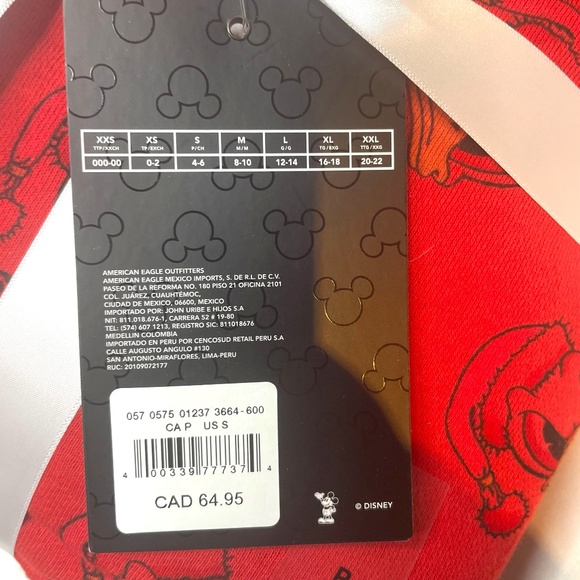 XXS XS S M L XL XXL
TTP/XXCH TP/EXCH P/CH M/M G/G TG/EXG TTG/XXG
000-00 0-2 4-6 8-10 12-14 16-18 20-22
AMERICAN EAGLE OUTFITTERS
AMERICAN EAGLE MEXICO IMPORTS, S. DE R.L. DE C.V.
PASEO DE LA REFORMA NO. 180 PISO 21 OFICINA 2101
COL. JUÁREZ, CUAUHTÉMOC,
CIUDAD DE MEXICO, 06600, MEXICO
IMPORTADO POR: JOHN URIBE E HIJOS S.A
NIT: 811.018.676-1, CARRERA 52 # 19-80
TEL: (574) 607 1213, REGISTRO SIC: 811018676
MEDELLIN COLOMBIA
IMPORTADO EN PERU POR CENCOSUD RETAIL PERU S.A
CALLE AUGUSTO ANGULO #130
SAN ANTONIO-MIRAFLORES, LIMA-PERU
RUC: 20109072177
057 0575 01237 3664-600
CA P US S
4 00339 77737 4
CAD 64.95
© DISNEY